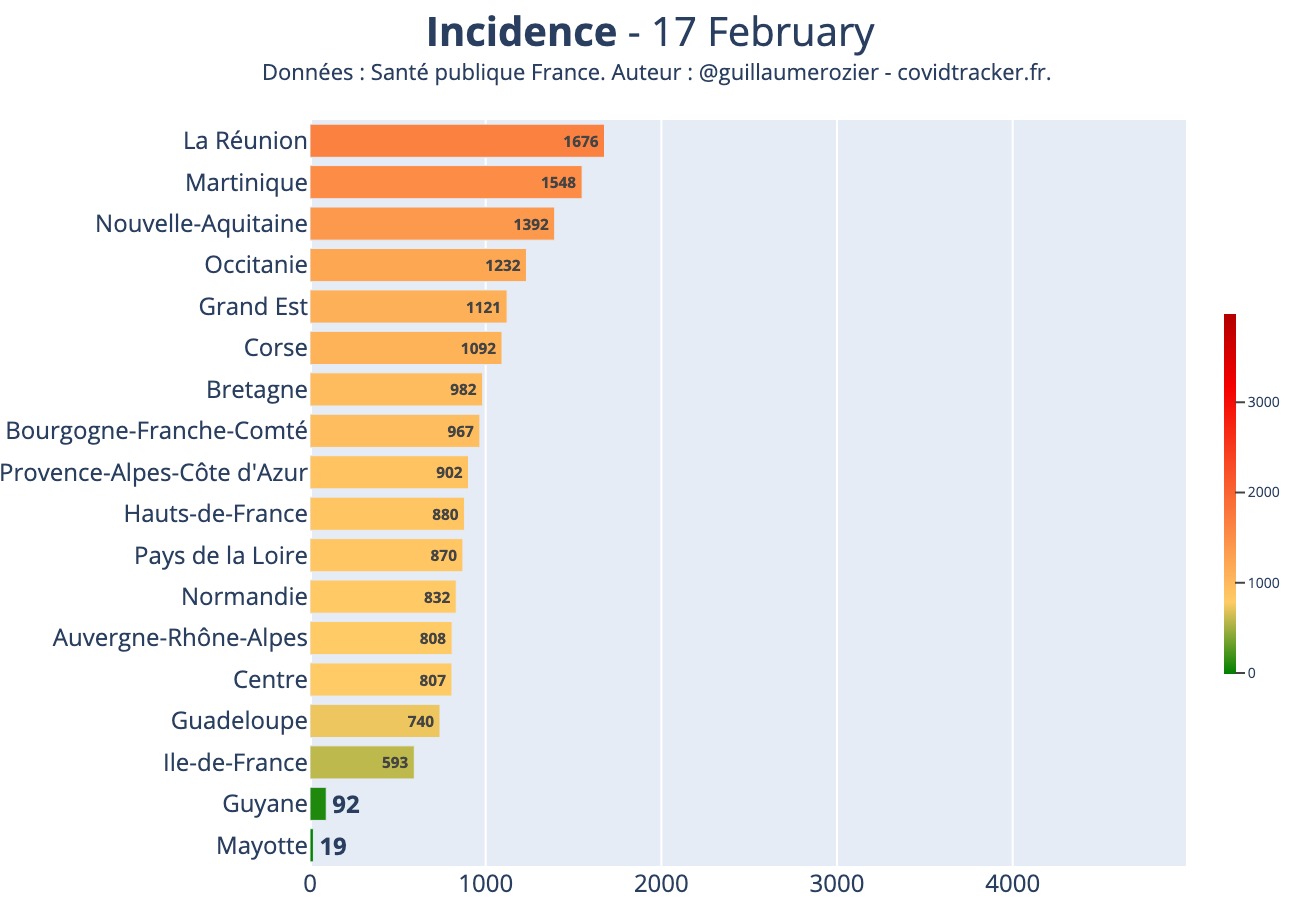 Incidence - 17 February
Données : Santé publique France. Auteur : @guillaumerozier - covidtracker.fr.
La Réunion 1676
Martinique 1548
Nouvelle-Aquitaine 1392
Occitanie 1232
Grand Est 1121
Corse 1092
Bretagne 982
Bourgogne-Franche-Comté 967
Provence-Alpes-Côte d'Azur 902
Hauts-de-France 880
Pays de la Loire 870
Normandie 832
Auvergne-Rhône-Alpes 808
Centre 807
Guadeloupe 740
Ile-de-France 593
Guyane 92
Mayotte 19
0 1000 2000 3000 4000
3000
2000
1000
0